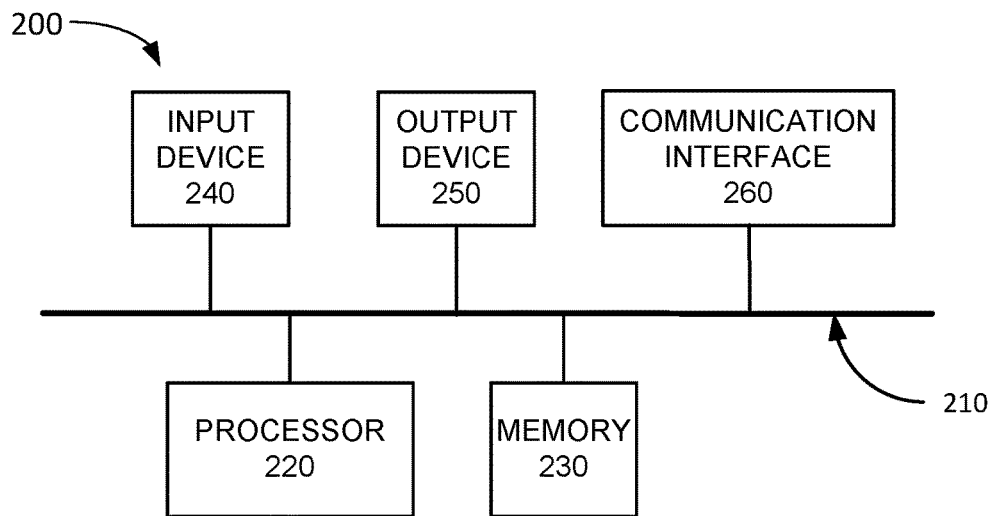 200
INPUT
DEVICE
240
OUTPUT
DEVICE
250
COMMUNICATION
INTERFACE
260
210
PROCESSOR
220
MEMORY
230